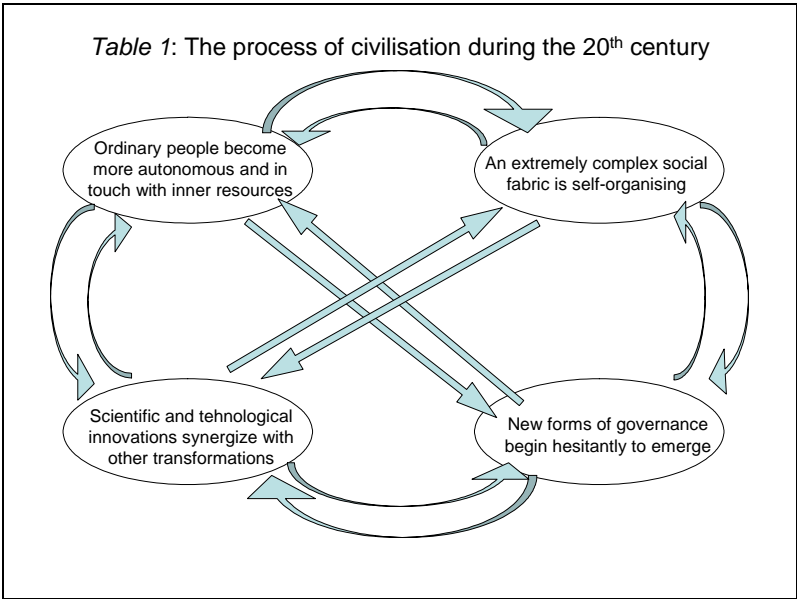 Table 1: The process of civilisation during the 20th century
Ordinary people become
more autonomous and in
touch with inner resources
An extremely complex social
fabric is self-organising
Scientific and tehnological
innovations synergize with
other transformations
New forms of governance
begin hesitantly to emerge